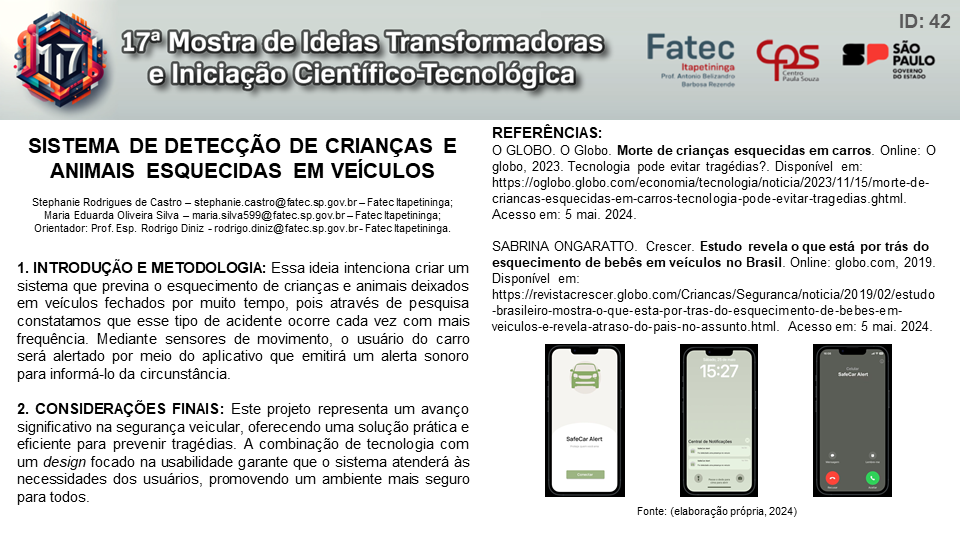 ID: 42
17ª Mostra de Ideias Transformadoras
e Iniciação Científico-Tecnológica
Fatec
Itapetininga
Prof. Antonio Belizandro
Barbosa Rezende
CPS
Centro
Paula Souza
SP
SÃO PAULO
GOVERNO
DO ESTADO
SISTEMA DE DETECÇÃO DE CRIANÇAS E
ANIMAIS ESQUECIDAS EM VEÍCULOS
Stephanie Rodrigues de Castro – stephanie.castro@fatec.sp.gov.br – Fatec Itapetininga;
Maria Eduarda Oliveira Silva – maria.silva599@fatec.sp.gov.br – Fatec Itapetininga;
Orientador: Prof. Esp. Rodrigo Diniz - rodrigo.diniz@fatec.sp.gov.br - Fatec Itapetininga.
1. INTRODUÇÃO E METODOLOGIA: Essa ideia intenciona criar um
sistema que previna o esquecimento de crianças e animais deixados
em veículos fechados por muito tempo, pois através de pesquisa
constatamos que esse tipo de acidente ocorre cada vez com mais
frequência. Mediante sensores de movimento, o usuário do carro
será alertado por meio do aplicativo que emitirá um alerta sonoro
para informá-lo da circunstância.
2. CONSIDERAÇÕES FINAIS: Este projeto representa um avanço
significativo na segurança veicular, oferecendo uma solução prática e
eficiente para prevenir tragédias. A combinação de tecnologia com
um design focado na usabilidade garante que o sistema atenderá às
necessidades dos usuários, promovendo um ambiente mais seguro
para todos.
REFERÊNCIAS:
O GLOBO. O Globo. Morte de crianças esquecidas em carros. Online: O
globo, 2023. Tecnologia pode evitar tragédias?. Disponível em:
https://oglobo.globo.com/economia/tecnologia/noticia/2023/11/15/morte-de-
criancas-esquecidas-em-carros-tecnologia-pode-evitar-tragedias.ghtml.
Acesso em: 5 mai. 2024.
SABRINA ONGARATTO. Crescer. Estudo revela o que está por trás do
esquecimento de bebês em veículos no Brasil. Online: globo.com, 2019.
Disponível em:
https://revistacrescer.globo.com/Criancas/Seguranca/noticia/2019/02/estudo
-brasileiro-mostra-o-que-esta-por-tras-do-esquecimento-de-bebes-em-
veiculos-e-revela-atraso-do-pais-no-assunto.html. Acesso em: 5 mai. 2024.
SafeCar Alert
15:27
Central de Notificações
SafeCar Alert
Fonte: (elaboração própria, 2024)